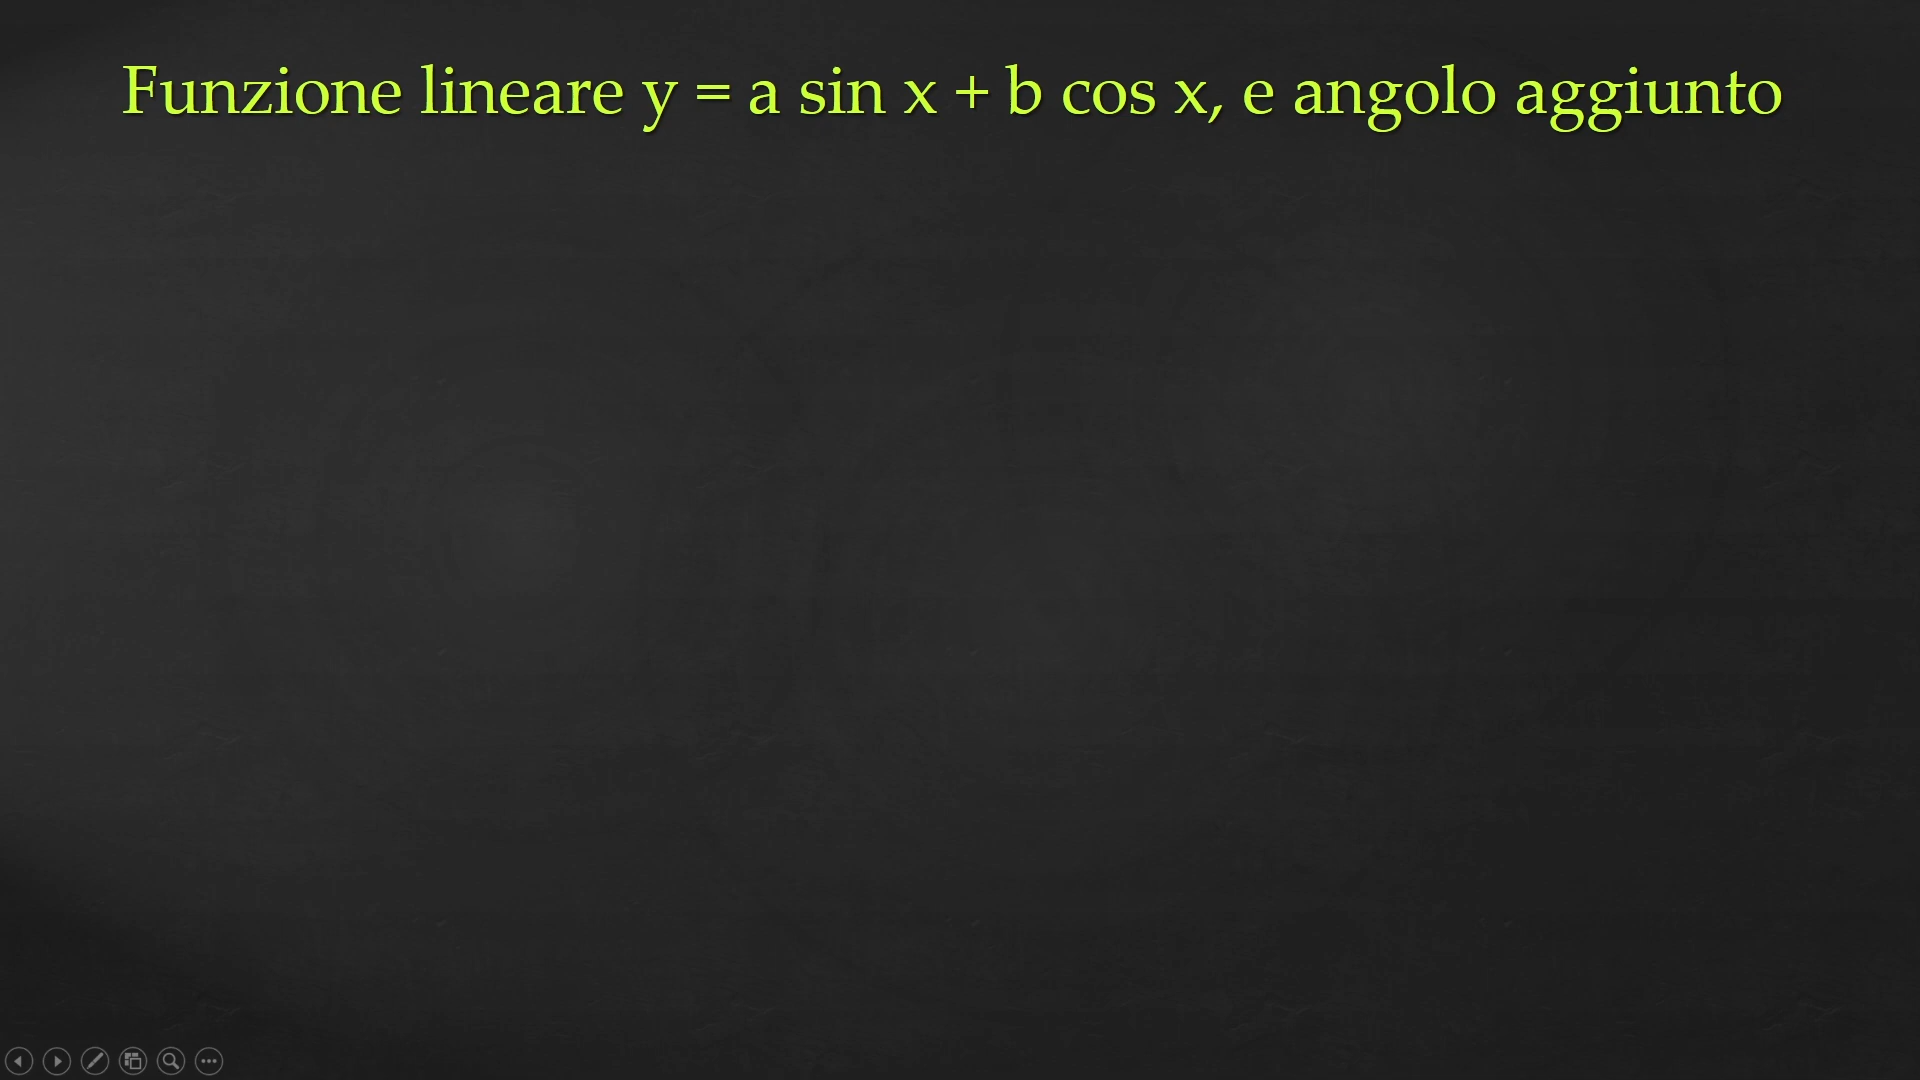 Funzione lineare y = a sin x + b cos x, e angolo aggiunto